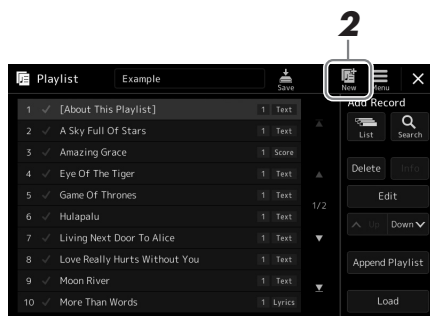 2
Playlist Example Save New Menu
Add Record
1 [About This Playlist] 1 Text
List Search
2 A Sky Full Of Stars 1 Text
3 Amazing Grace 1 Score
4 Eye Of The Tiger 1 Text
Delete Info
5 Game Of Thrones 1 Text
Edit
1/2
6 Hulapalu 1 Text
Up Down
7 Living Next Door To Alice 1 Text
8 Love Really Hurts Without You 1 Text
Append Playlist
9 Moon River 1 Text
10 More Than Words 1 Lyrics
Load